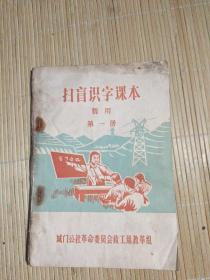 扫盲识字课本
暂用
第一册
城门公社革命委员会政工组教革组